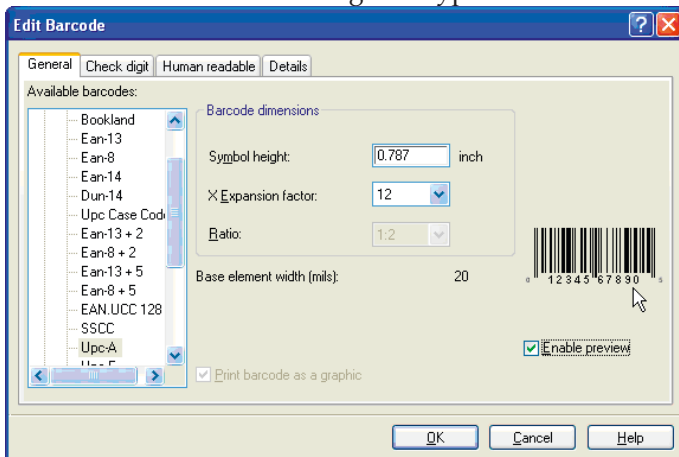 Edit Barcode
General Check digit Human readable Details
Available barcodes:
Bookland
Ean-13
Ean-8
Ean-14
Dun-14
Upc Case Code
Ean-13 + 2
Ean-8 + 2
Ean-13 + 5
Ean-8 + 5
EAN.UCC 128
SSCC
Upc-A
Barcode dimensions
Symbol height: 0.787 inch
X Expansion factor: 12
Ratio: 1:2
Base element width (mils): 20
0 12345 67890 5
Enable preview
Print barcode as a graphic
OK Cancel Help